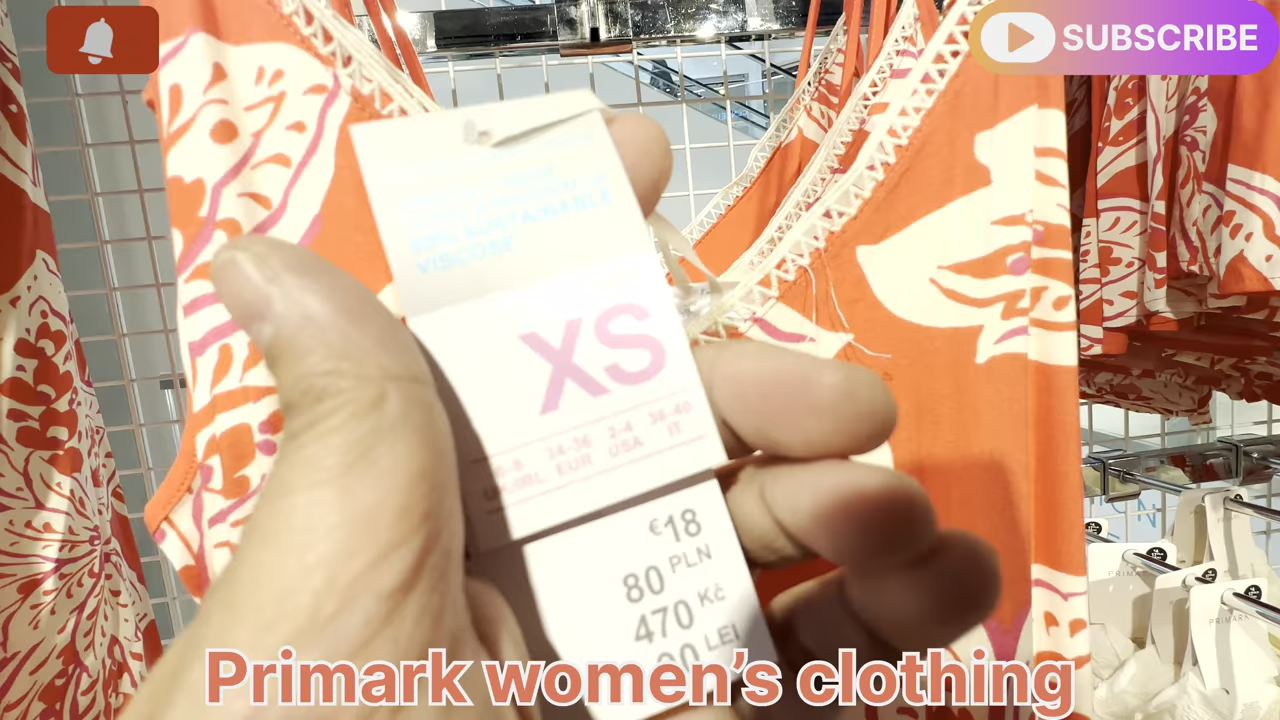 SUBSCRIBE
SUSTAINABLE
VISCOSE
XS
34-36 2-4 38-40
EUR USA IT
€18
80 PLN
470 Kč
LEI
Primark women's clothing
PRIMARK